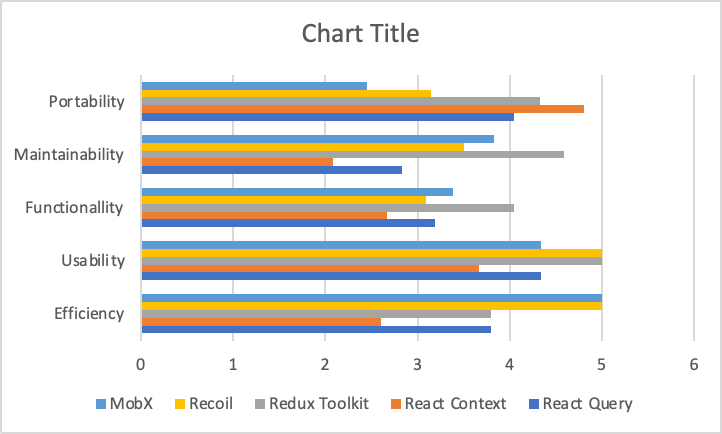 Chart Title
Portability
Maintainability
Functionallity
Usability
Efficiency
0 1 2 3 4 5 6
MobX Recoil Redux Toolkit React Context React Query